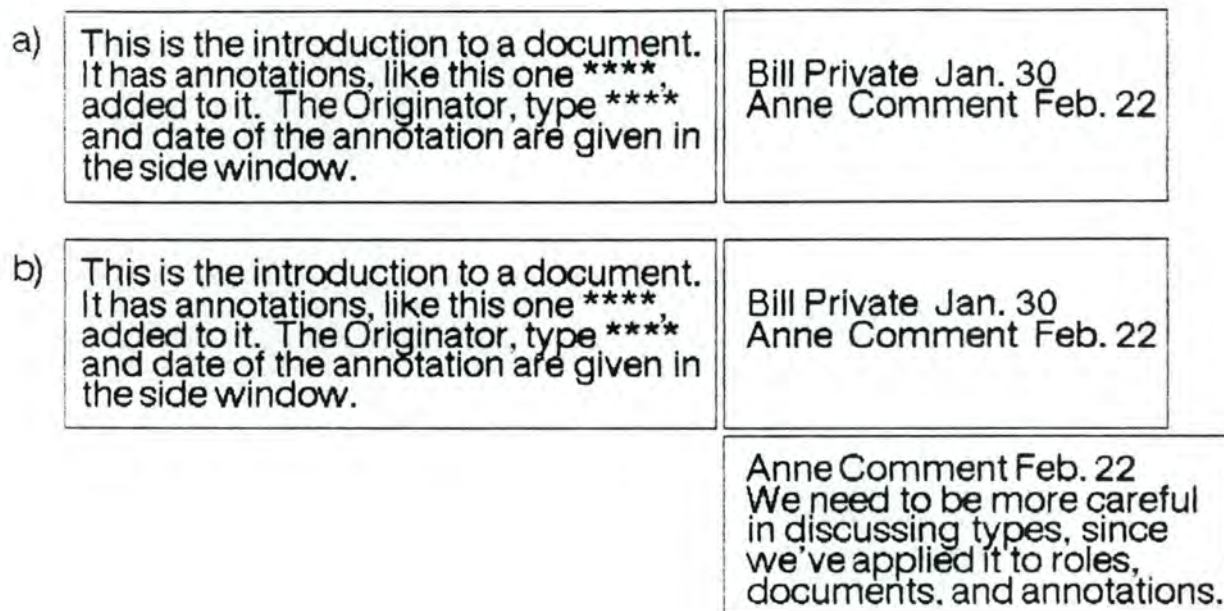 a)
This is the introduction to a document.
It has annotations, like this one ****,
added to it. The Originator, type ****
and date of the annotation are given in
the side window.
Bill Private Jan. 30
Anne Comment Feb. 22
b)
This is the introduction to a document.
It has annotations, like this one ****,
added to it. The Originator, type ****
and date of the annotation are given in
the side window.
Bill Private Jan. 30
Anne Comment Feb. 22
Anne Comment Feb. 22
We need to be more careful
in discussing types, since
we've applied it to roles,
documents, and annotations.